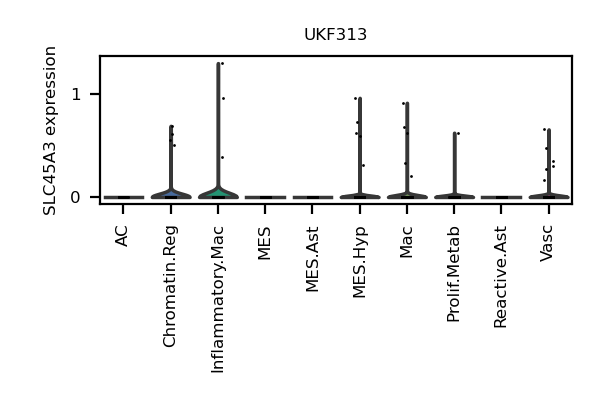 UKF313
SLC45A3 expression
1
0
AC
Chromatin.Reg
Inflammatory.Mac
MES
MES.Ast
MES.Hyp
Mac
Prolif.Metab
Reactive.Ast
Vasc